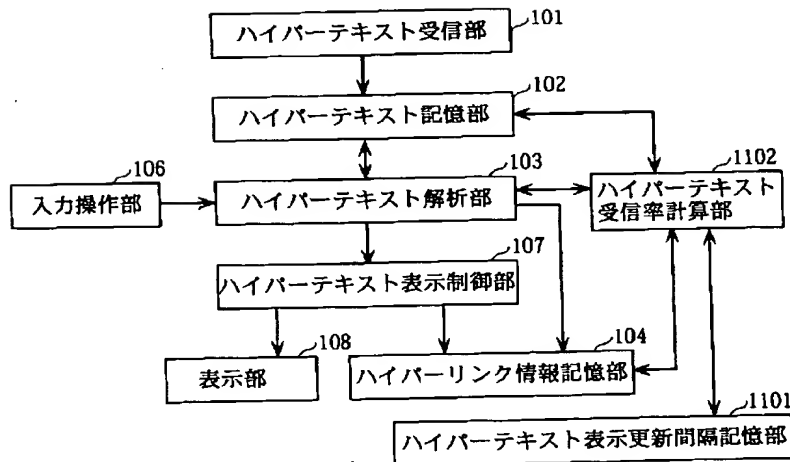 101
ハイパーテキスト受信部
102
ハイパーテキスト記憶部
106
103
1102
入力操作部
ハイパーテキスト解析部
ハイパーテキスト
受信率計算部
107
ハイパーテキスト表示制御部
108
104
表示部
ハイパーリンク情報記憶部
1101
ハイパーテキスト表示更新間隔記憶部